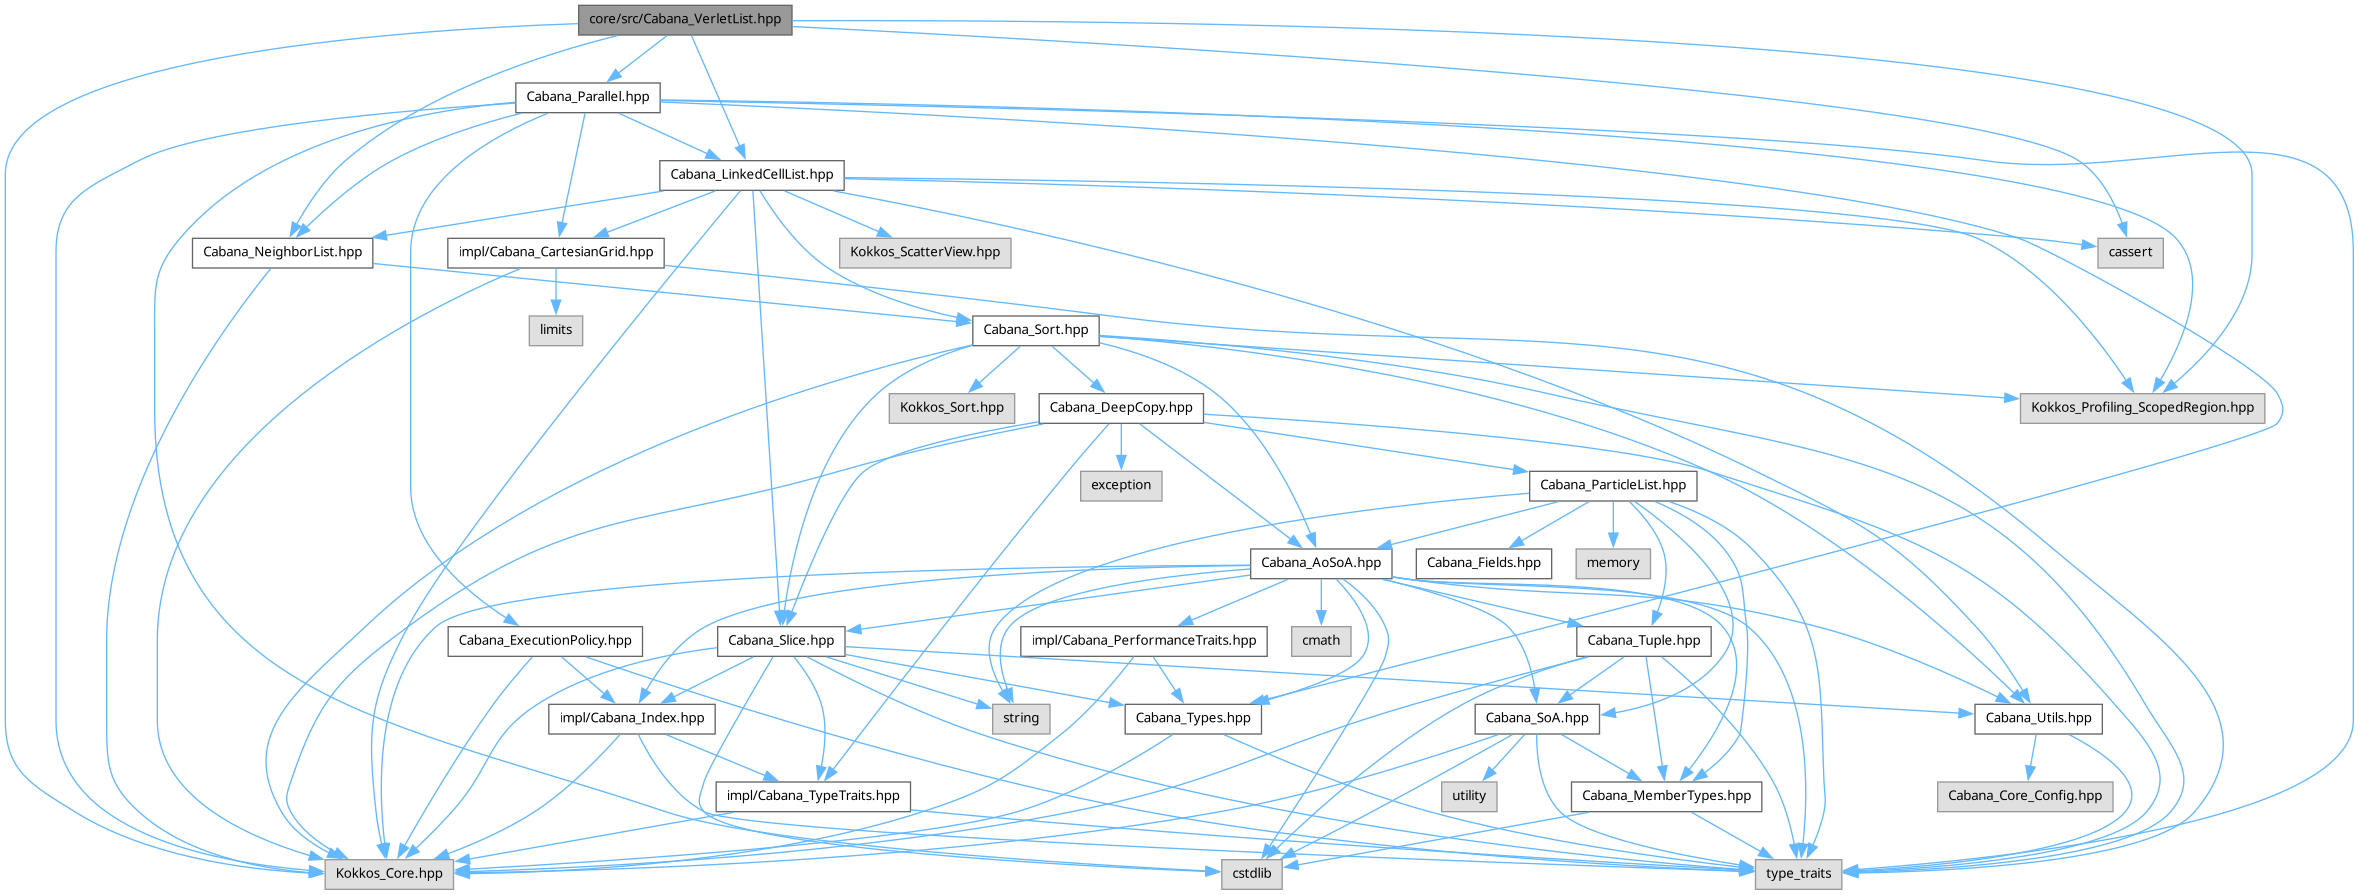 core/src/Cabana_VerletList.hpp
Cabana_Parallel.hpp
Cabana_LinkedCellList.hpp
Cabana_NeighborList.hpp
impl/Cabana_CartesianGrid.hpp
Kokkos_ScatterView.hpp
cassert
limits
Cabana_Sort.hpp
Kokkos_Sort.hpp
Cabana_DeepCopy.hpp
Kokkos_Profiling_ScopedRegion.hpp
exception
Cabana_ParticleList.hpp
Cabana_AoSoA.hpp
Cabana_Fields.hpp
memory
Cabana_ExecutionPolicy.hpp
Cabana_Slice.hpp
impl/Cabana_PerformanceTraits.hpp
cmath
Cabana_Tuple.hpp
impl/Cabana_Index.hpp
string
Cabana_Types.hpp
Cabana_SoA.hpp
Cabana_Utils.hpp
impl/Cabana_TypeTraits.hpp
utility
Cabana_MemberTypes.hpp
Cabana_Core_Config.hpp
Kokkos_Core.hpp
cstdlib
type_traits